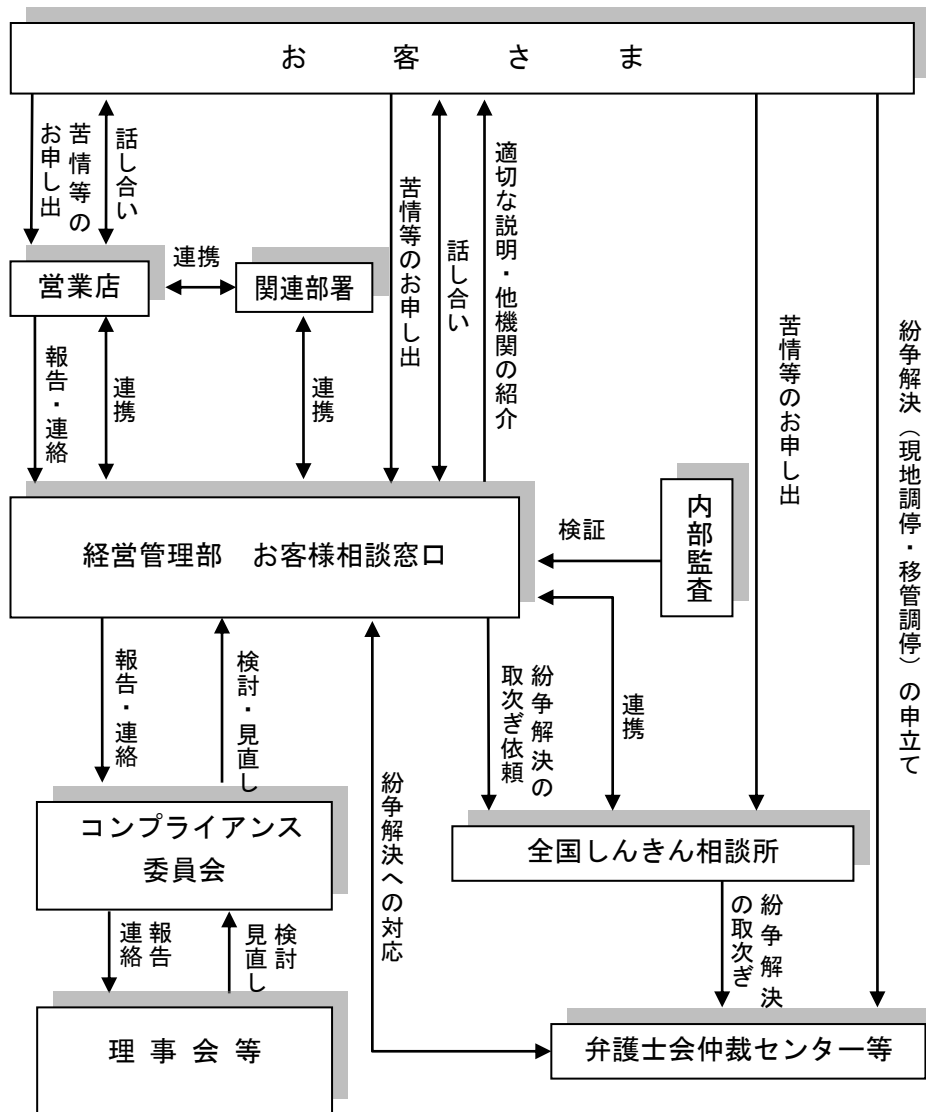 お客さま
苦情等の
お申し出
話し合い
苦情等のお申し出
話し合い
適切な説明・他機関の紹介
苦情等のお申し出
紛争解決（現地調停・移管調停）の申立て
営業店
連携
関連部署
報告・連絡
連携
連携
経営管理部　お客様相談窓口
検証
内部監査
報告・連絡
検討・見直し
紛争解決への対応
紛争解決の
取次ぎ依頼
連携
コンプライアンス
委員会
全国しんきん相談所
報告
連絡
検討
見直し
紛争解決
の取次ぎ
理事会等
弁護士会仲裁センター等